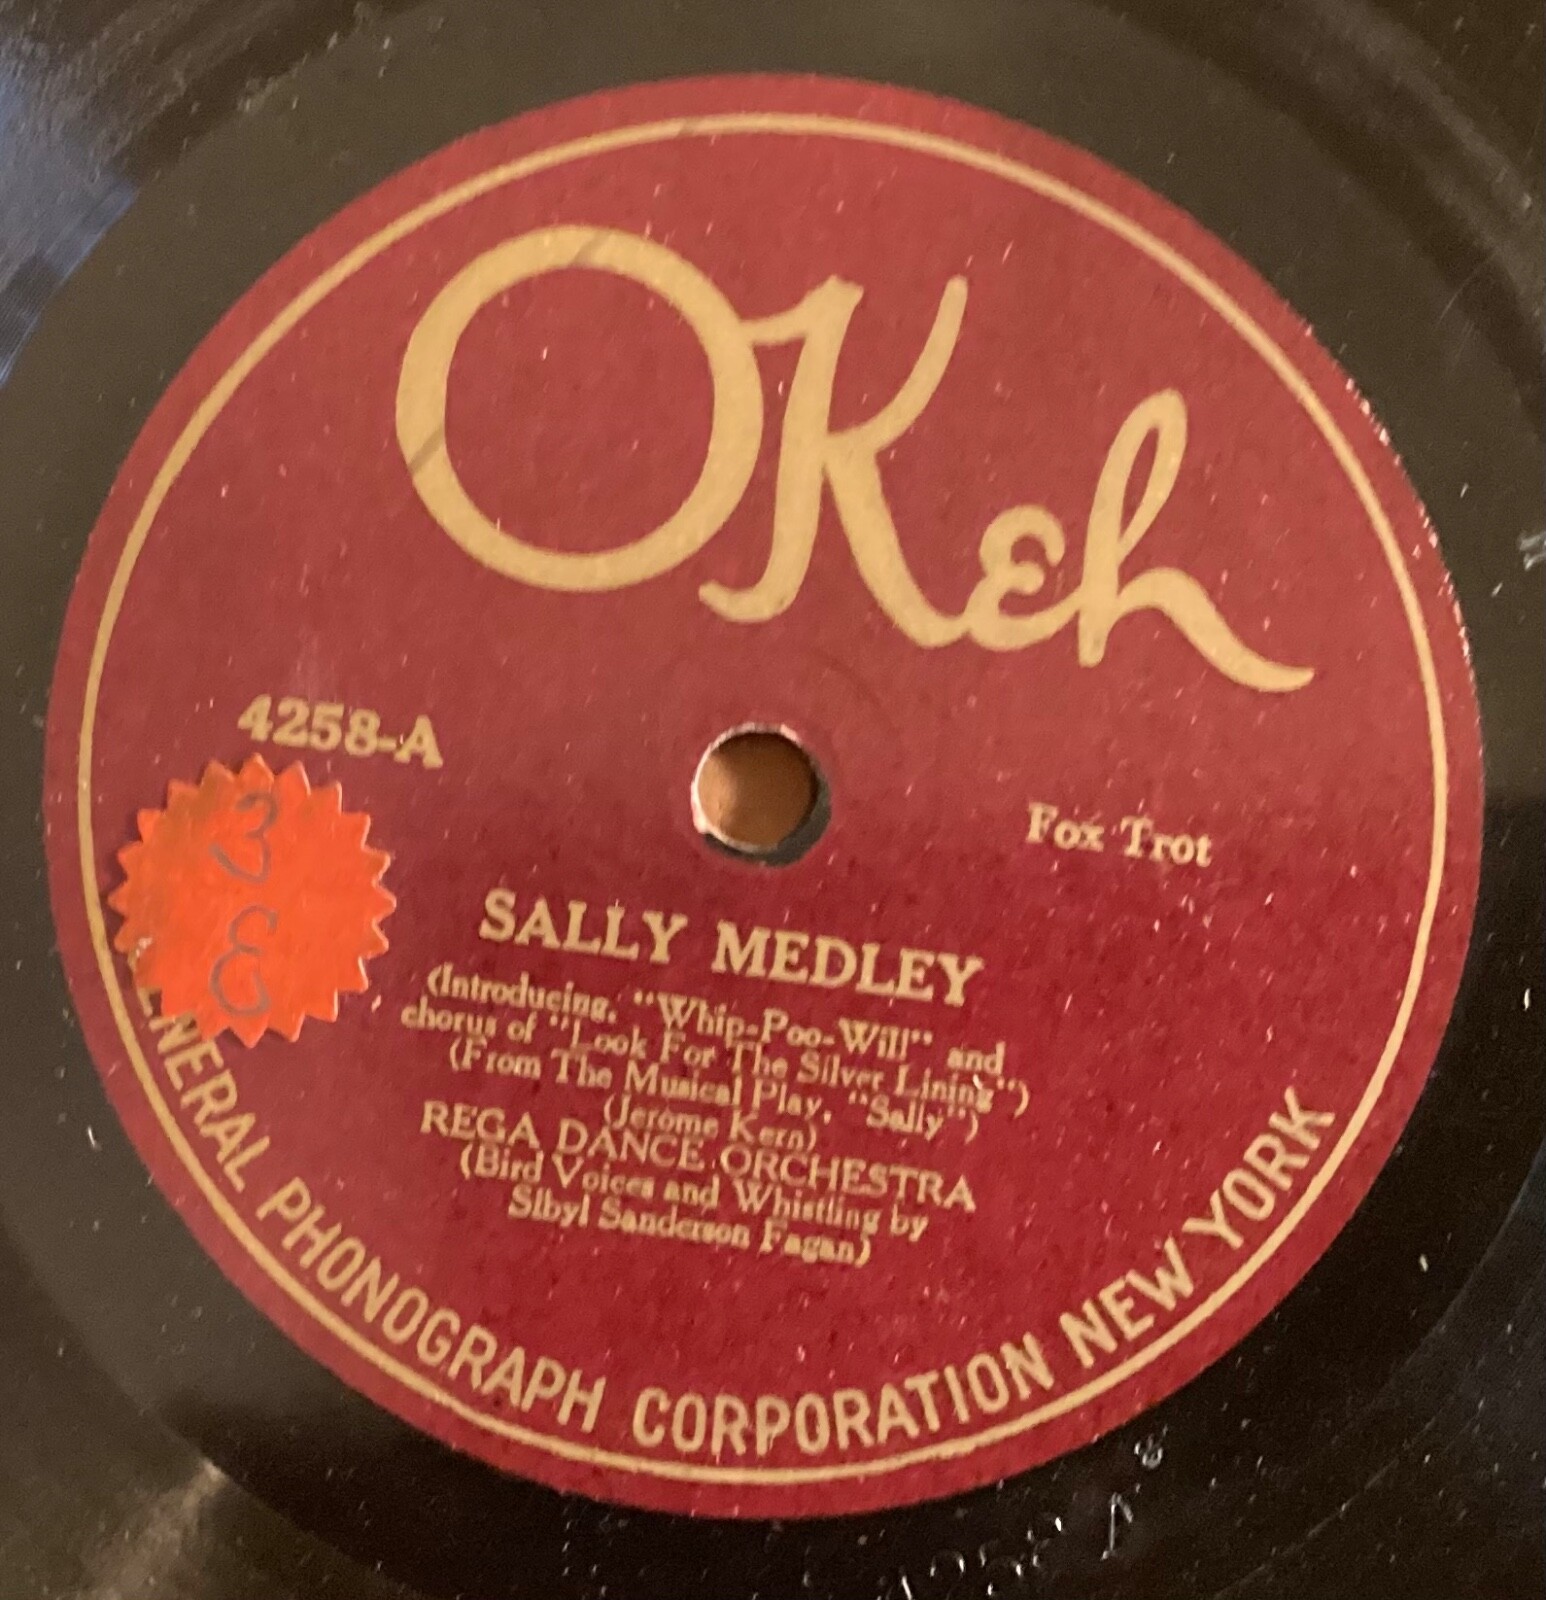 OKeh
4258-A
3
E
Fox Trot
SALLY MEDLEY
(Introducing, "Whip-Poo-Will" and
chorus of "Look For The Silver Lining")
(From The Musical Play, "Sally")
(Jerome Kern)
REGA DANCE ORCHESTRA
(Bird Voices and Whistling by
Sibyl Sanderson Fagan)
GENERAL PHONOGRAPH CORPORATION NEW YORK